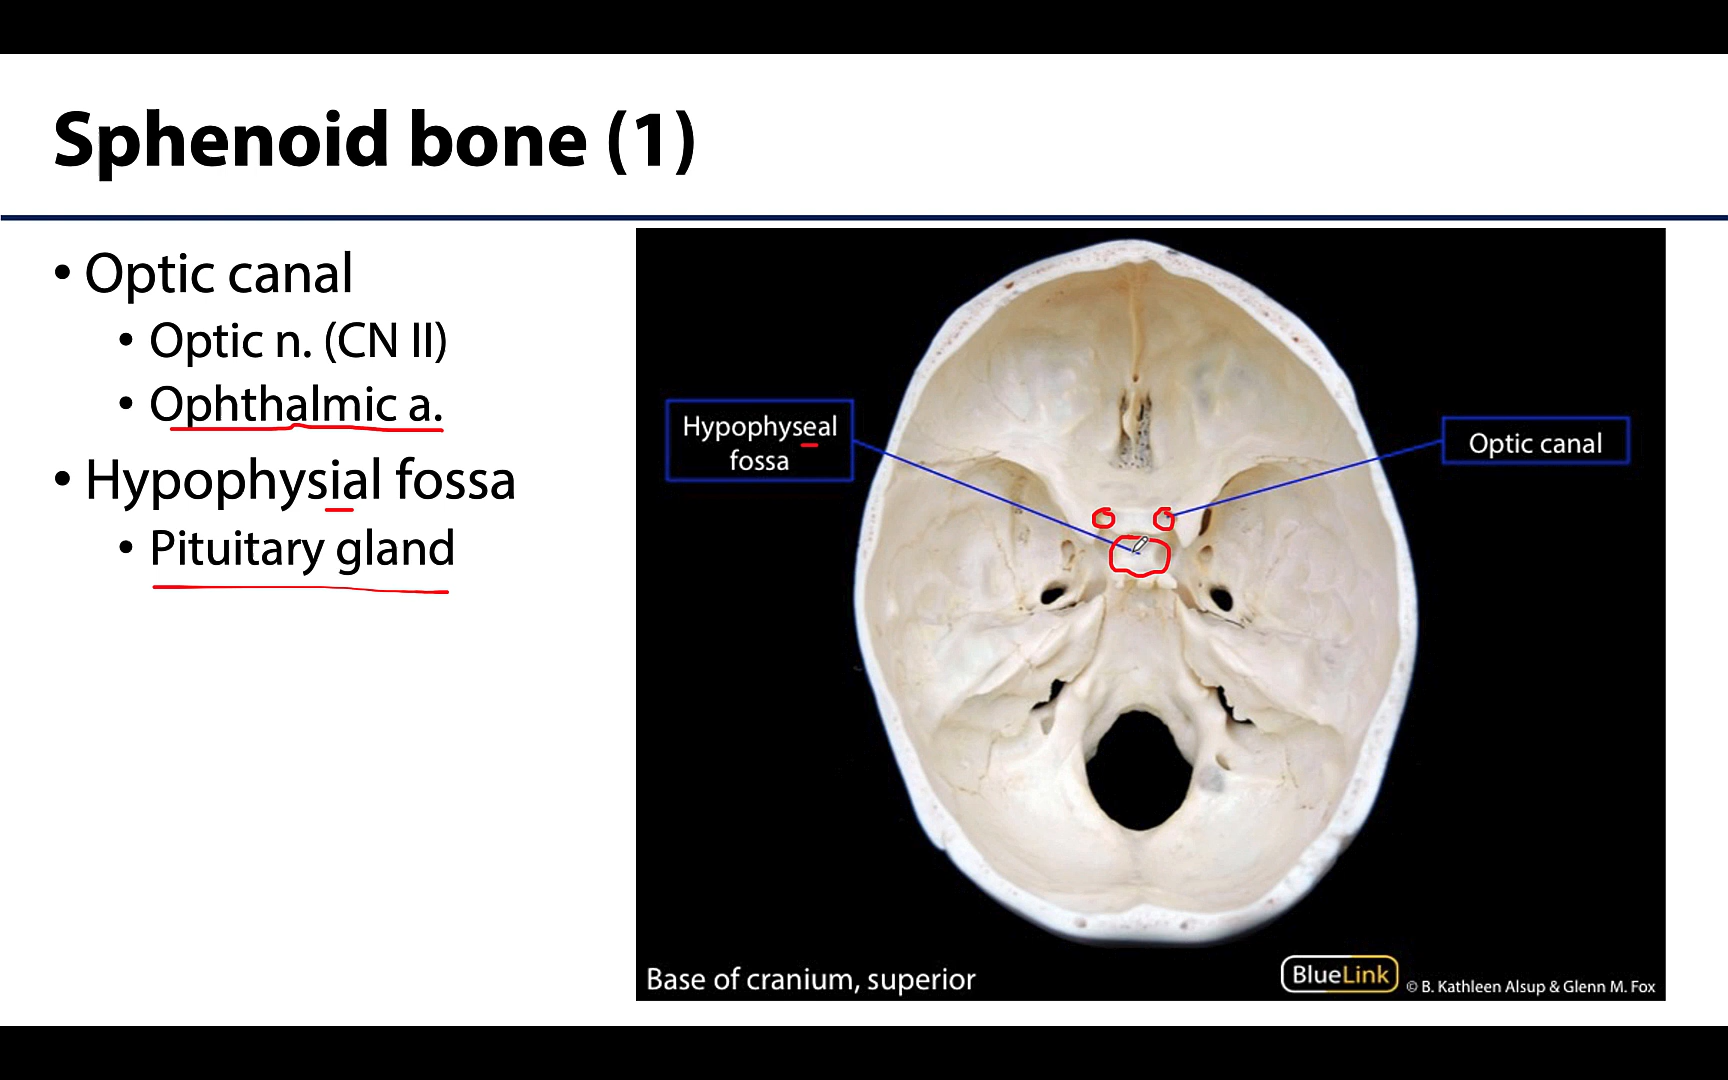 Sphenoid bone (1)
• Optic canal
• Optic n. (CN II)
• Ophthalmic a.
• Hypophysial fossa
• Pituitary gland
Hypophyseal
fossa
Optic canal
Base of cranium, superior
BlueLink
© B. Kathleen Alsup & Glenn M. Fox